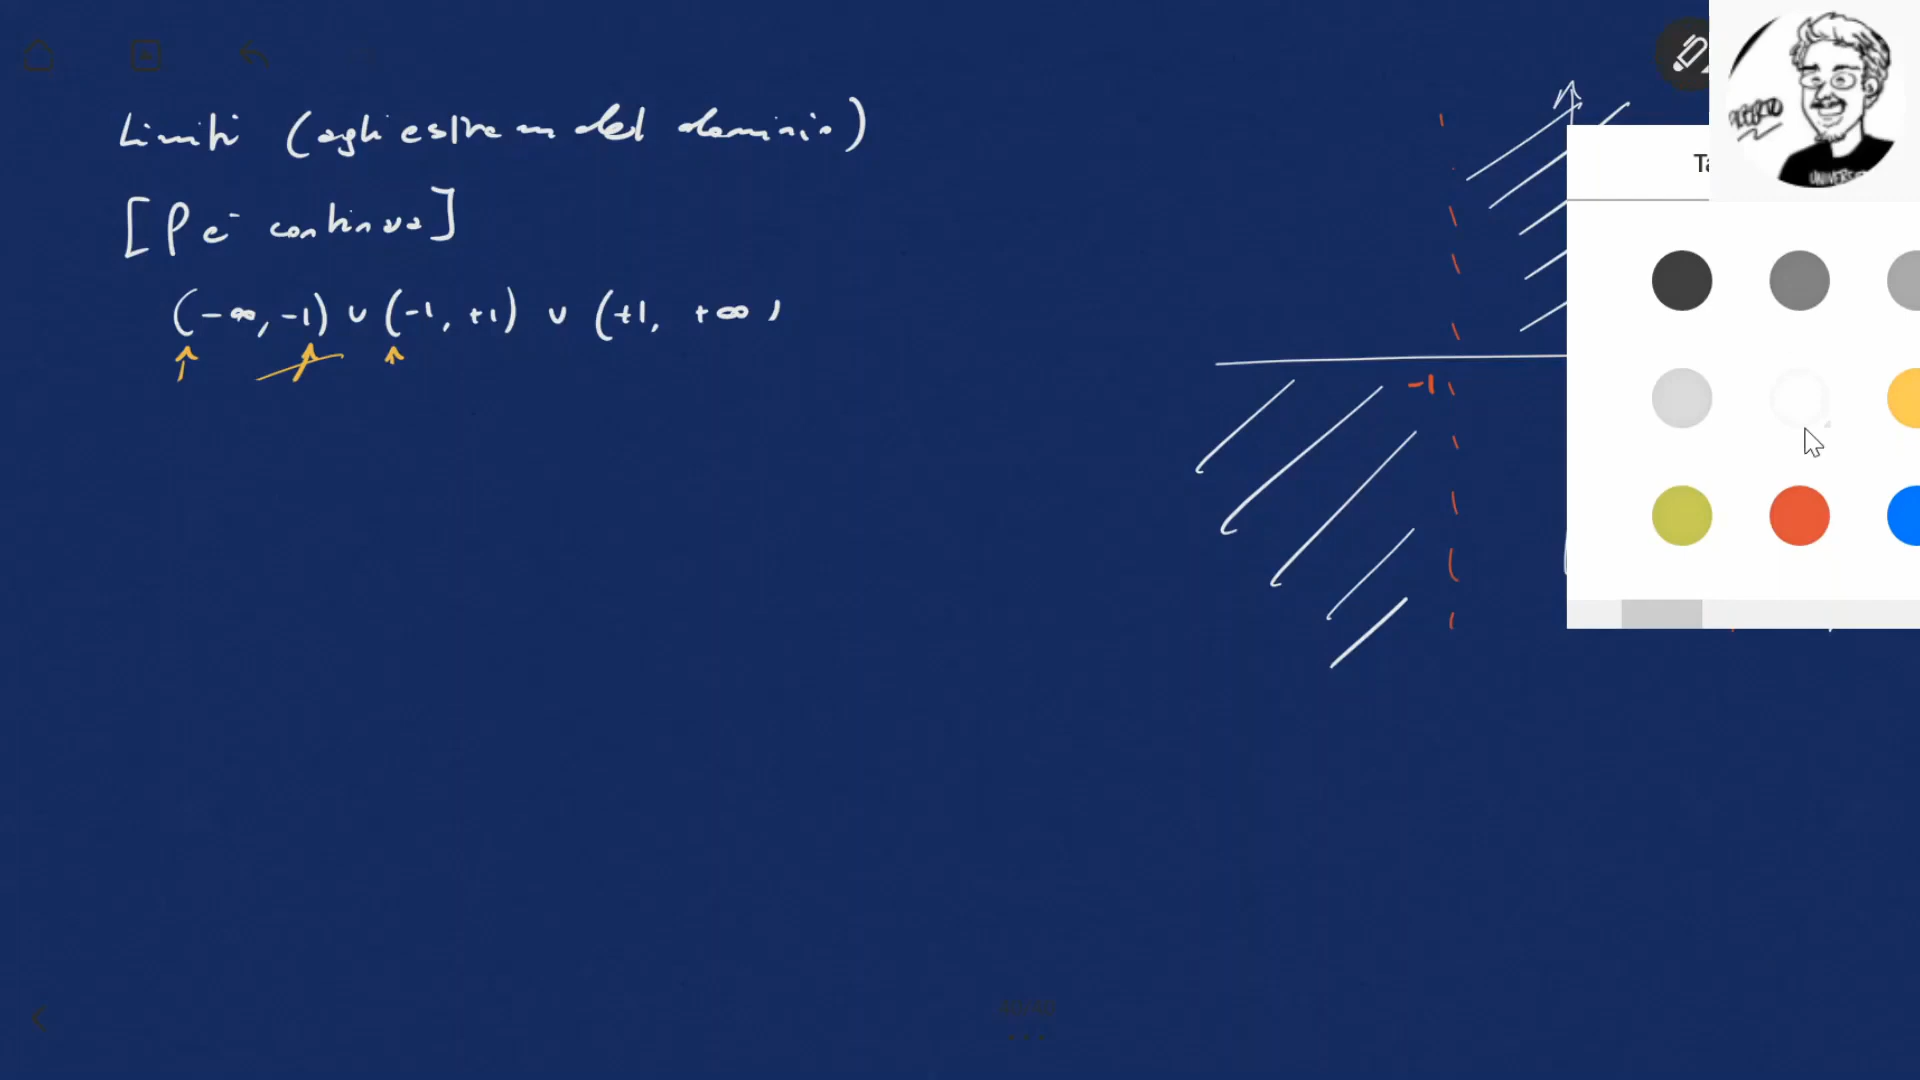 Limiti (agli estremi del dominio)
[f è continua]
(-∞, -1) ∪ (-1, +1) ∪ (+1, +∞)
-1